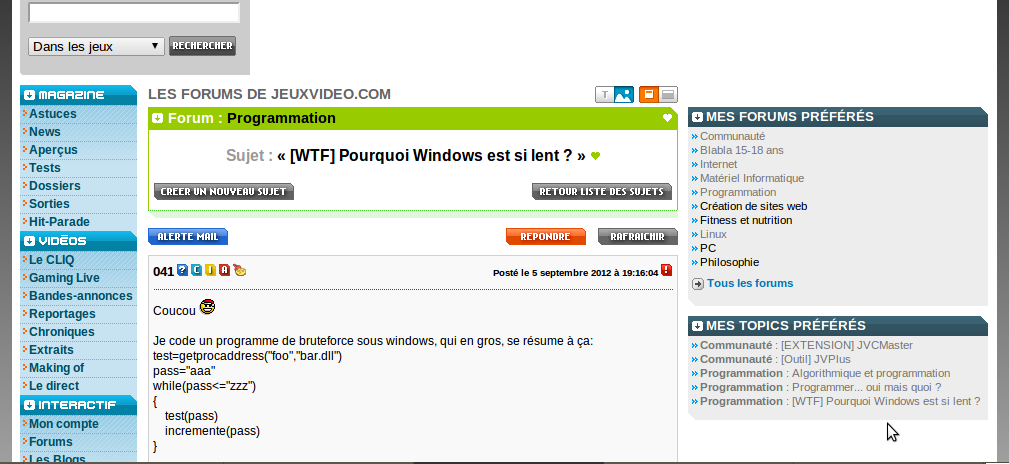 Dans les jeux
RECHERCHER
MAGAZINE
Astuces
News
Aperçus
Tests
Dossiers
Sorties
Hit-Parade
VIDÉOS
Le CLIQ
Gaming Live
Bandes-annonces
Reportages
Chroniques
Extraits
Making of
Le direct
INTERACTIF
Mon compte
Forums
Les Blogs
LES FORUMS DE JEUXVIDEO.COM
T
Forum : Programmation
Sujet : « [WTF] Pourquoi Windows est si lent ? »
CREER UN NOUVEAU SUJET
RETOUR LISTE DES SUJETS
ALERTE MAIL
REPONDRE
RAFRAICHIR
041 ? C i A
Posté le 5 septembre 2012 à 19:16:04 !
Coucou
Je code un programme de bruteforce sous windows, qui en gros, se résume à ça:
test=getprocaddress("foo","bar.dll")
pass="aaa"
while(pass<="zzz")
{
test(pass)
incremente(pass)
}
MES FORUMS PRÉFÉRÉS
Communauté
Blabla 15-18 ans
Internet
Matériel Informatique
Programmation
Création de sites web
Fitness et nutrition
Linux
PC
Philosophie
Tous les forums
MES TOPICS PRÉFÉRÉS
Communauté : [EXTENSION] JVCMaster
Communauté : [Outil] JVPlus
Programmation : Algorithmique et programmation
Programmation : Programmer... oui mais quoi ?
Programmation : [WTF] Pourquoi Windows est si lent ?